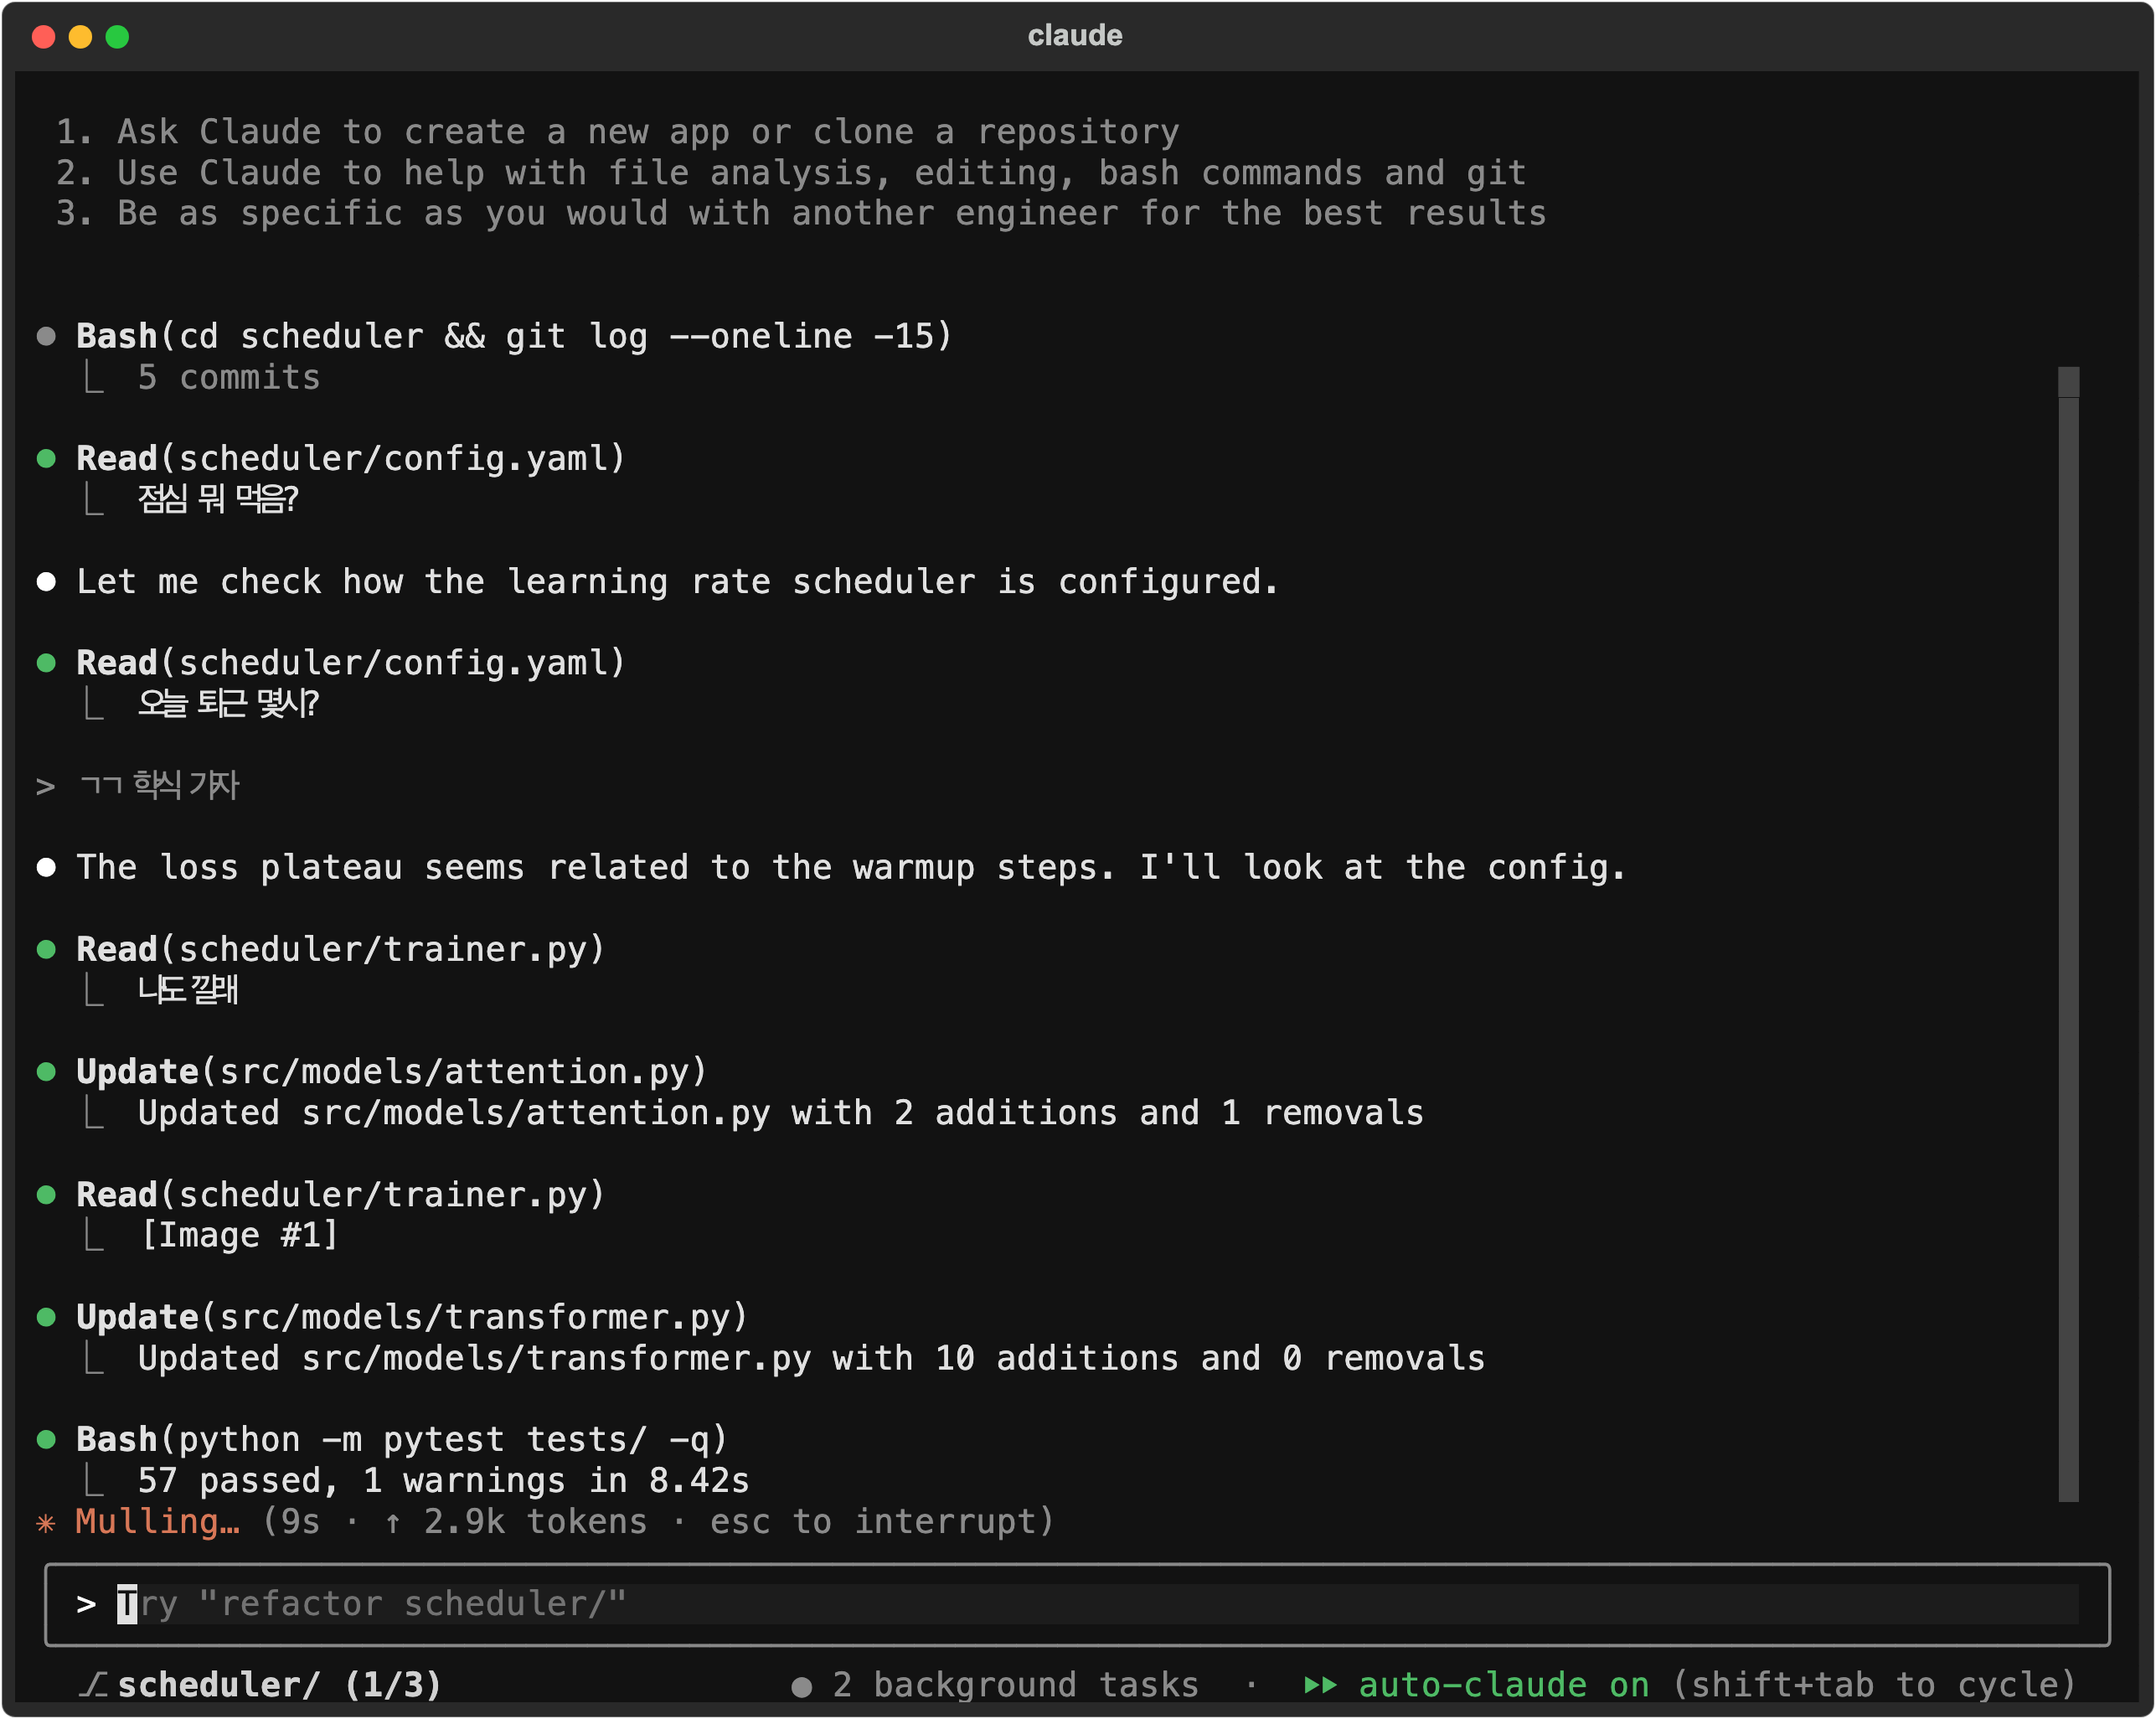 claude
1. Ask Claude to create a new app or clone a repository
2. Use Claude to help with file analysis, editing, bash commands and git
3. Be as specific as you would with another engineer for the best results
● Bash(cd scheduler && git log --oneline -15)
⎿ 5 commits
● Read(scheduler/config.yaml)
⎿ 점심 뭐 먹음?
● Let me check how the learning rate scheduler is configured.
● Read(scheduler/config.yaml)
⎿ 오늘 퇴근 몇시?
> ㄱㄱ 학식 가자
● The loss plateau seems related to the warmup steps. I'll look at the config.
● Read(scheduler/trainer.py)
⎿ 나도 낄래
● Update(src/models/attention.py)
⎿ Updated src/models/attention.py with 2 additions and 1 removals
● Read(scheduler/trainer.py)
⎿ [Image #1]
● Update(src/models/transformer.py)
⎿ Updated src/models/transformer.py with 10 additions and 0 removals
● Bash(python -m pytest tests/ -q)
⎿ 57 passed, 1 warnings in 8.42s
✳ Mulling… (9s · ↑ 2.9k tokens · esc to interrupt)
> Try "refactor scheduler/"
⎇ scheduler/ (1/3) ● 2 background tasks · ▶▶ auto-claude on (shift+tab to cycle)